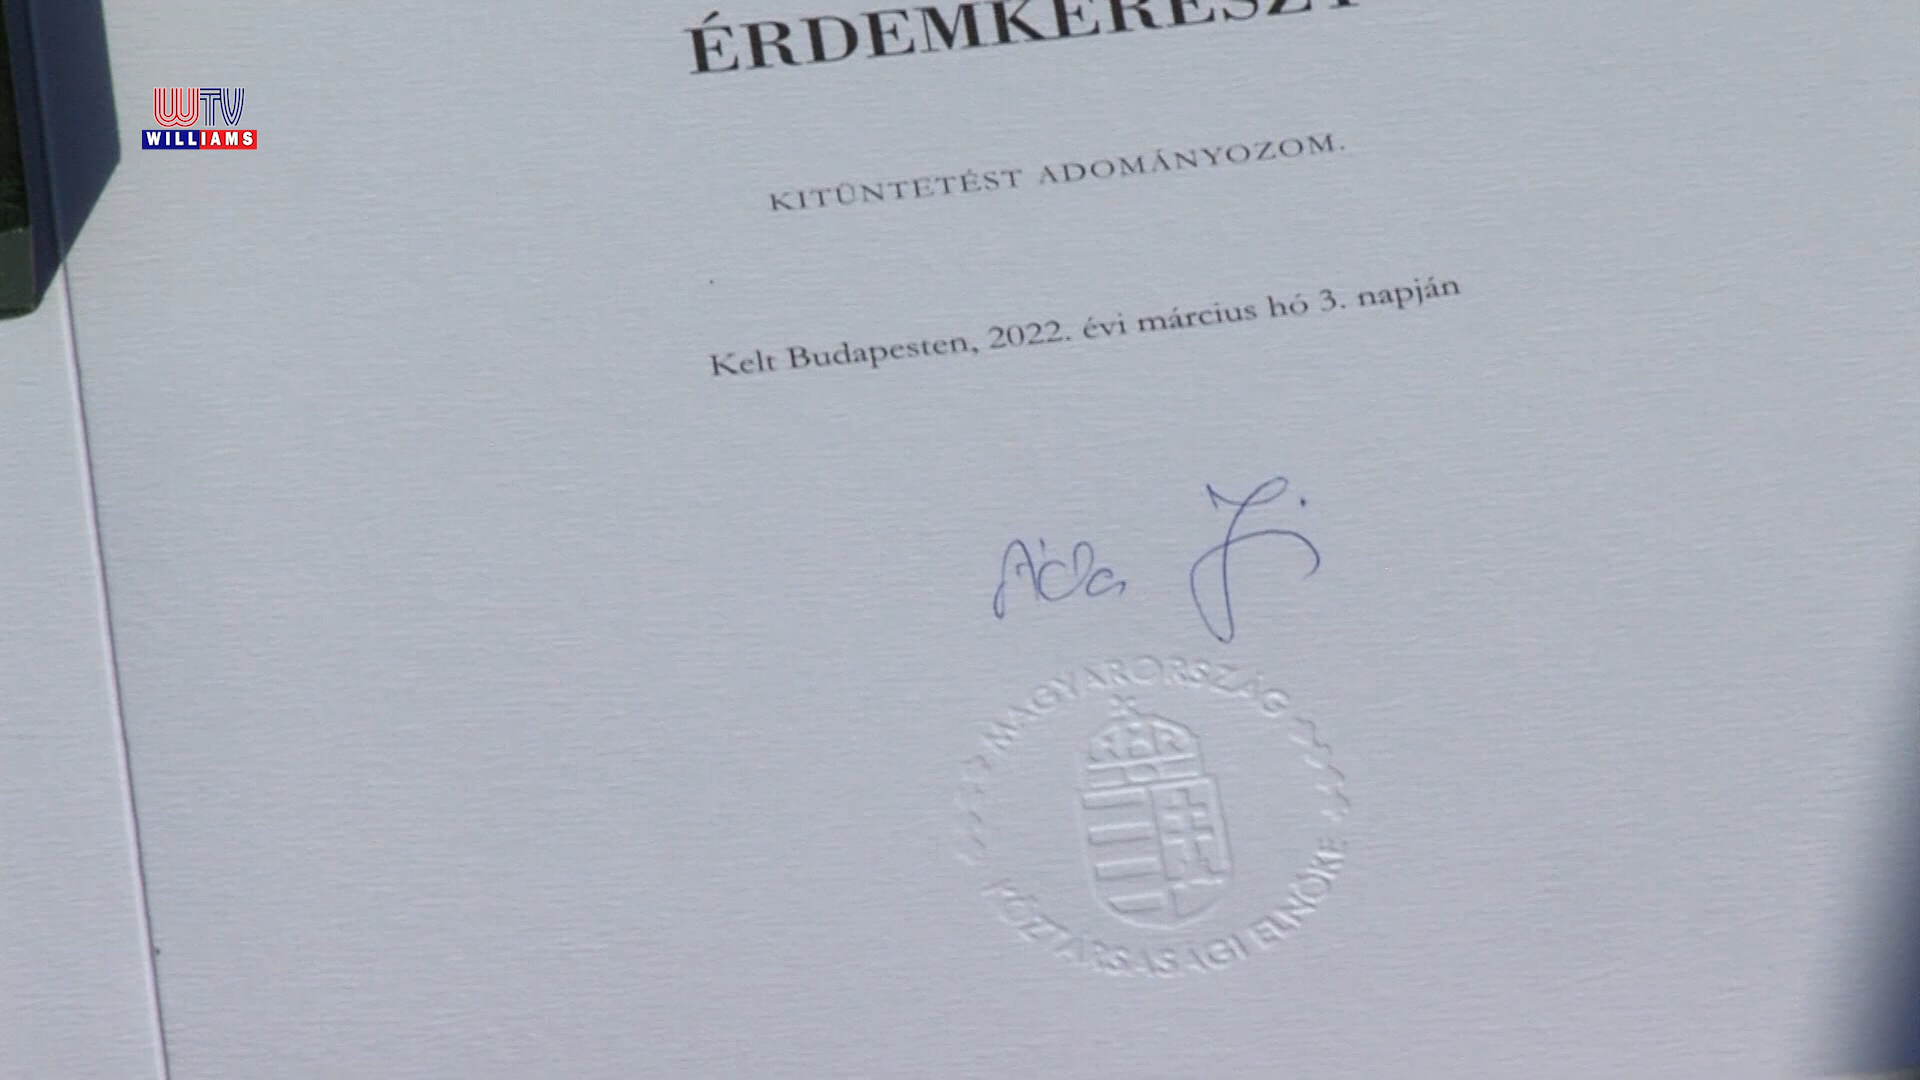 ÉRDEMKERESZT
WTV
WILLIAMS
KITÜNTETÉST ADOMÁNYOZOM.
Kelt Budapesten, 2022. évi március hó 3. napján
MAGYARORSZÁG
KÖZTÁRSASÁGI ELNÖKE